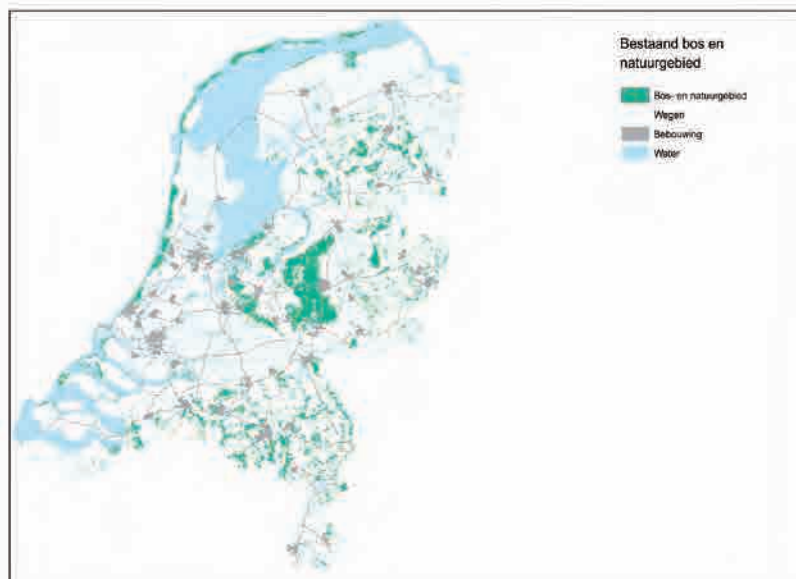 Bestaand bos en
natuurgebied
Bos- en natuurgebied
Wegen
Bebouwing
Water